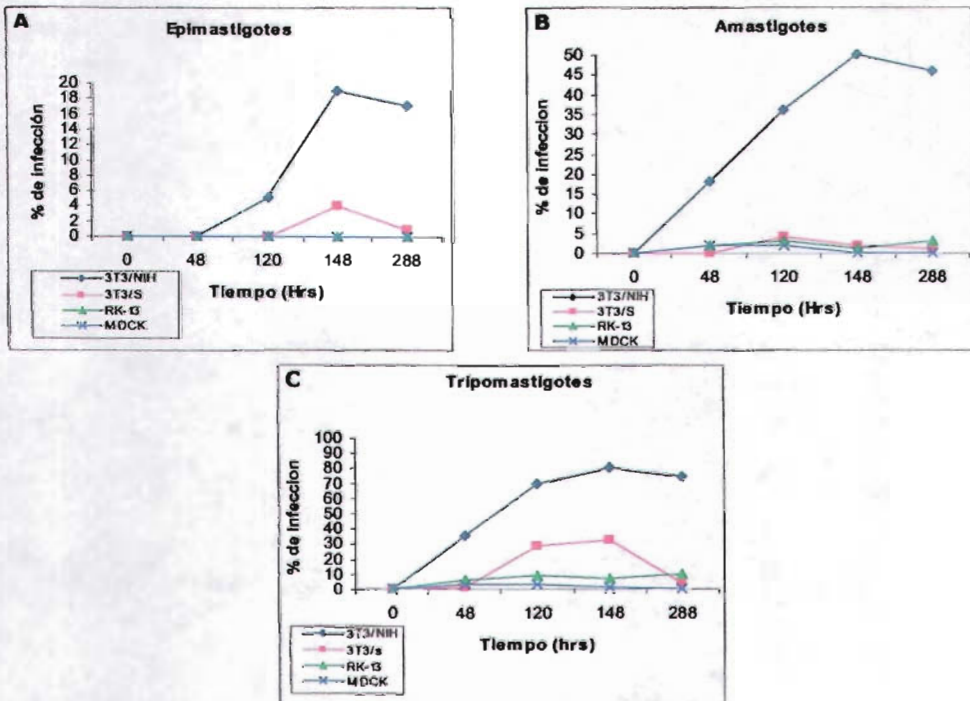 A
Epimastigotes
% de infección
20
18
16
14
12
10
8
6
4
2
0
0 48 120 148 288
Tiempo (Hrs)
3T3/NIH
3T3/S
RK-13
MDCK
B
Amastigotes
% de infeccion
50
45
40
35
30
25
20
15
10
5
0
0 48 120 148 288
Tiempo (Hrs)
3T3/NIH
3T3/S
RK-13
MDCK
C
Tripomastigotes
% de infeccion
100
90
80
70
60
50
40
30
20
10
0
0 48 120 148 288
Tiempo (hrs)
3T3/NIH
3T3/s
RK-13
MDCK